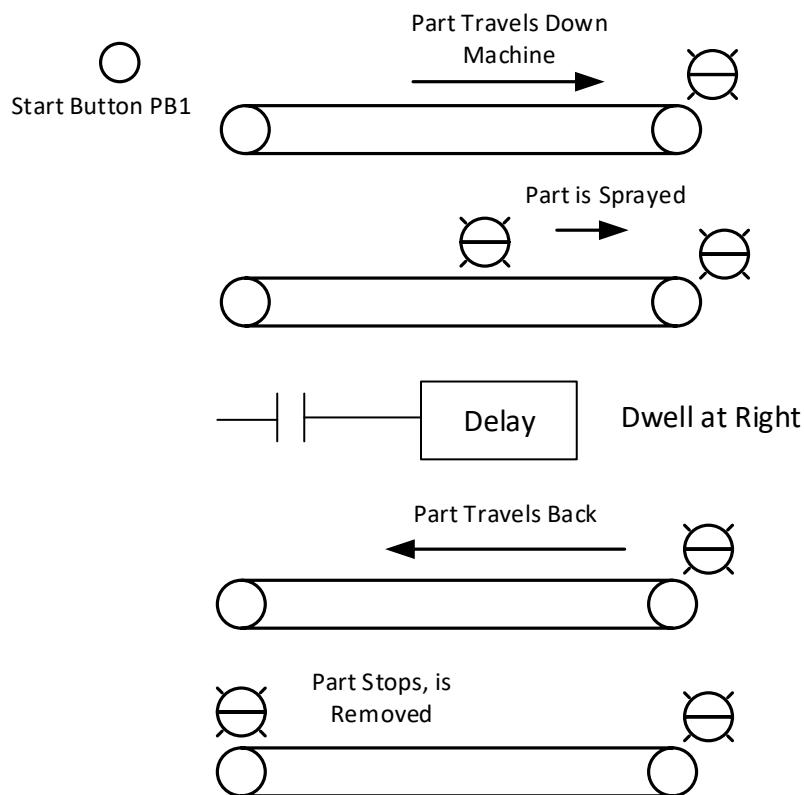 Part Travels Down
Machine
Start Button PB1
Part is Sprayed
Delay
Dwell at Right
Part Travels Back
Part Stops, is
Removed